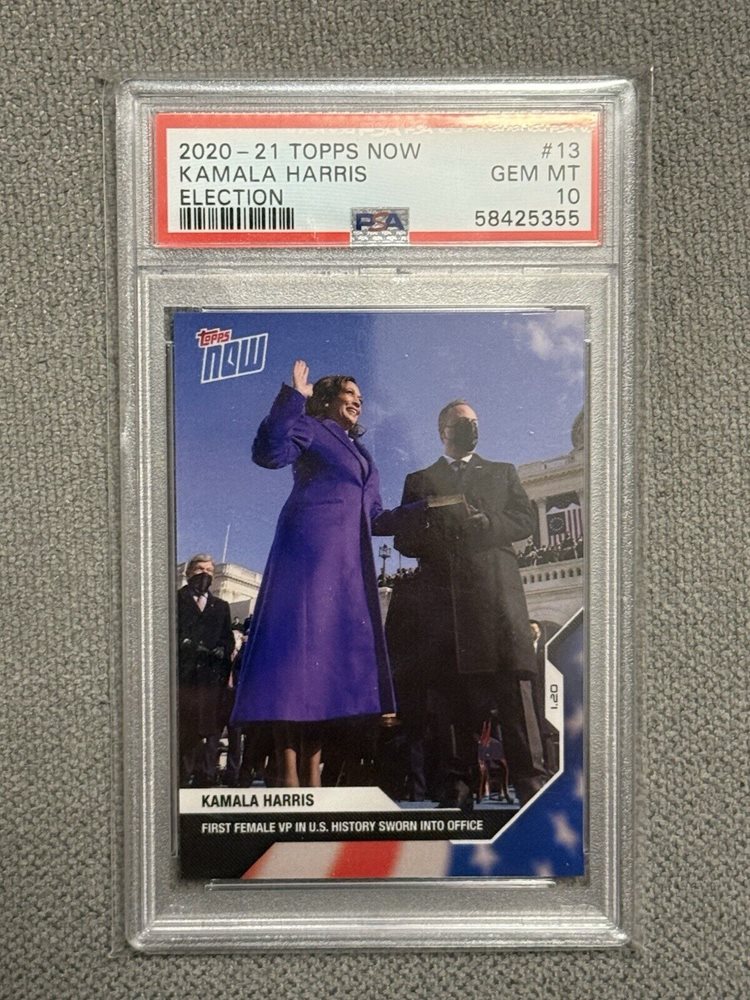 2020-21 TOPPS NOW #13
KAMALA HARRIS GEM MT
ELECTION 10
PSA 58425355
TOPPS
NOW
1.20
KAMALA HARRIS
FIRST FEMALE VP IN U.S. HISTORY SWORN INTO OFFICE